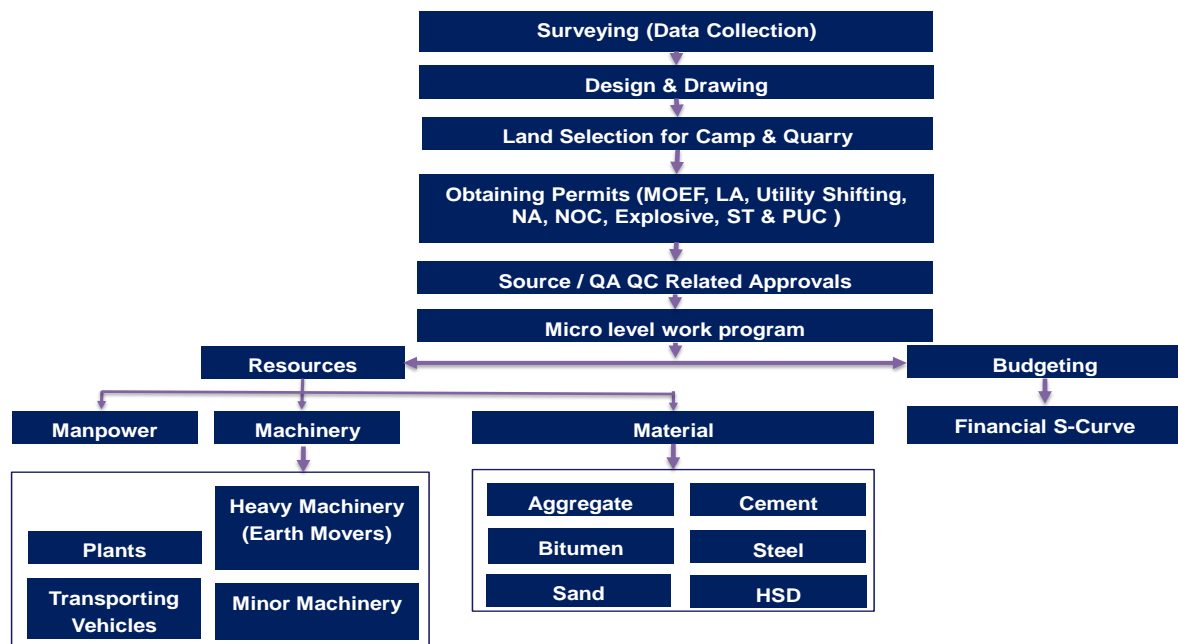 Surveying (Data Collection)
Design & Drawing
Land Selection for Camp & Quarry
Obtaining Permits (MOEF, LA, Utility Shifting,
NA, NOC, Explosive, ST & PUC )
Source / QA QC Related Approvals
Micro level work program
Resources
Budgeting
Manpower
Machinery
Material
Financial S-Curve
Plants
Heavy Machinery
(Earth Movers)
Transporting
Vehicles
Minor Machinery
Aggregate
Cement
Bitumen
Steel
Sand
HSD